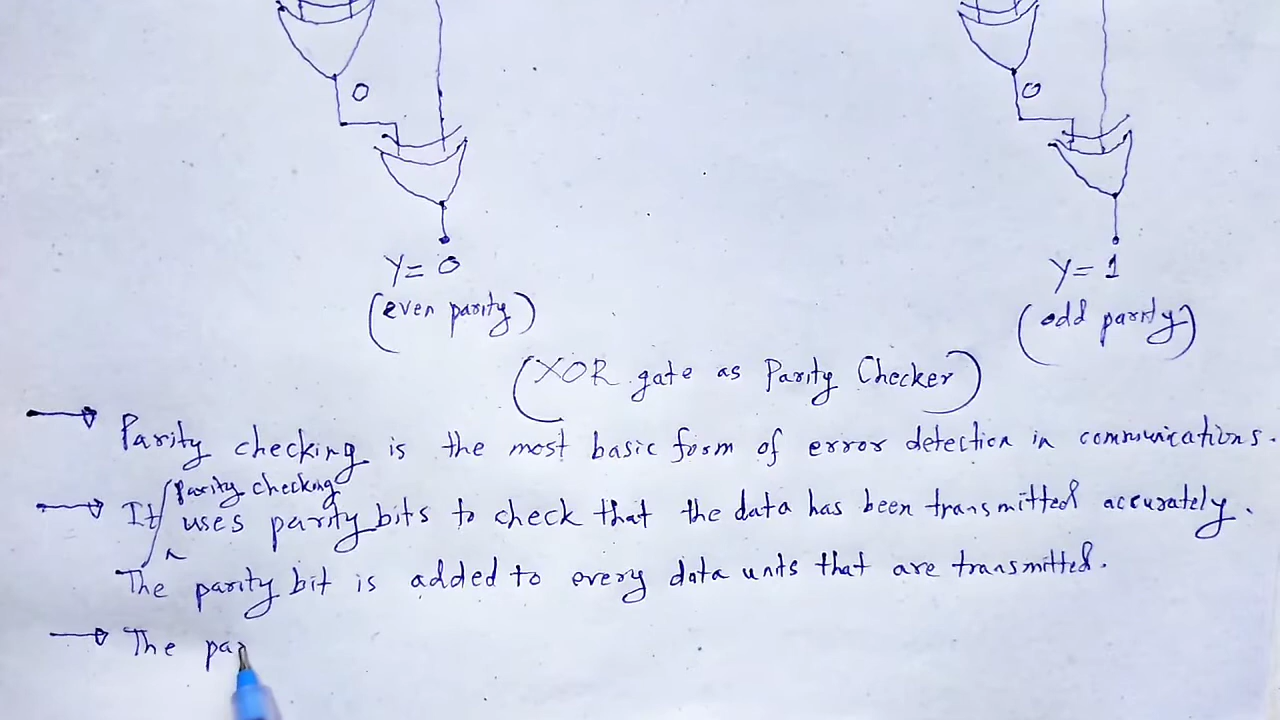 0 0
Y= 0 Y= 1
(even parity) (odd parity)
(XOR gate as Parity Checker)
Parity checking is the most basic form of error detection in communications.
parity checking
It uses parity bits to check that the data has been transmitted accurately.
The parity bit is added to every data units that are transmitted.
The par